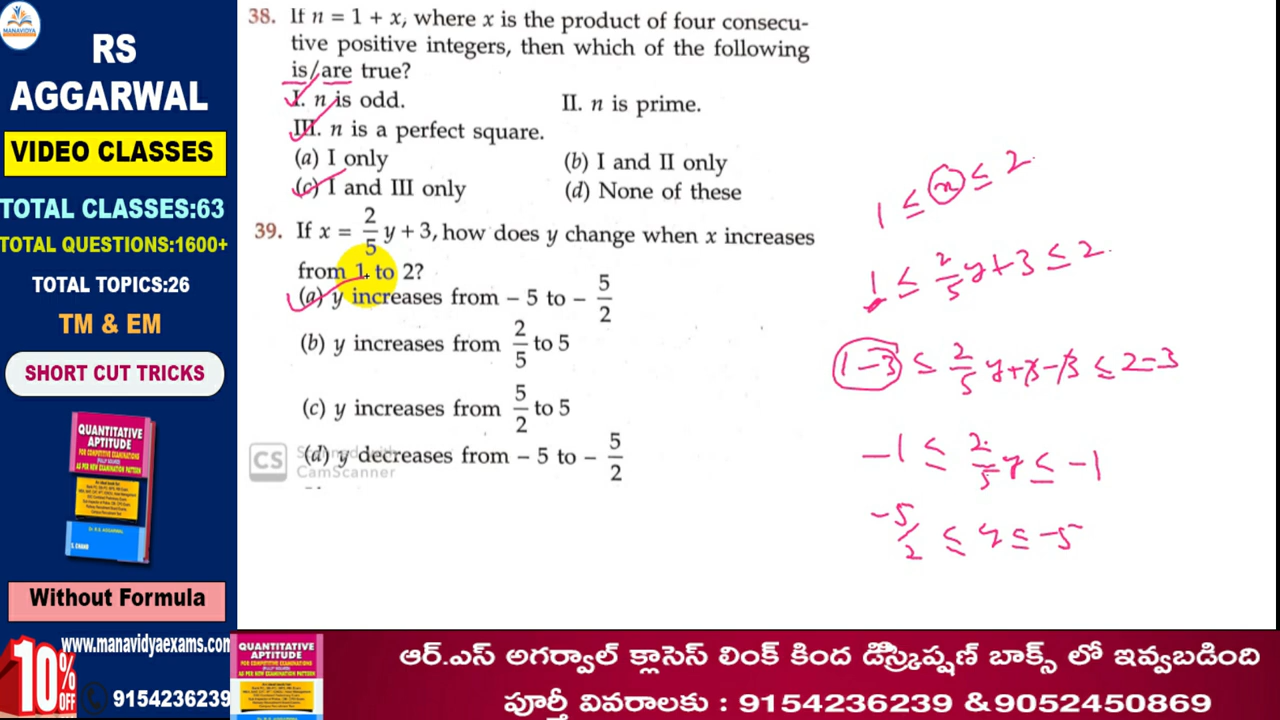 MANAVIDYA
RS
AGGARWAL
VIDEO CLASSES
TOTAL CLASSES:63
TOTAL QUESTIONS:1600+
TOTAL TOPICS:26
TM & EM
SHORT CUT TRICKS
QUANTITATIVE
APTITUDE
Without Formula
10%
OFF
www.manavidyaexams.com
9154236239
38. If n = 1 + x, where x is the product of four consecu-
tive positive integers, then which of the following
is/are true?
I. n is odd. II. n is prime.
III. n is a perfect square.
(a) I only (b) I and II only
(c) I and III only (d) None of these
39. If x = 2/5 y + 3, how does y change when x increases
from 1 to 2?
(a) y increases from – 5 to – 5/2
(b) y increases from 2/5 to 5
(c) y increases from 5/2 to 5
(d) y decreases from – 5 to – 5/2
CS
CamScanner
1 ≤ x ≤ 2
1 ≤ 2/5 y + 3 ≤ 2
1 – 3 ≤ 2/5 y + 3 – 3 ≤ 2 – 3
–1 ≤ 2/5 y ≤ –1
–5/2 ≤ y ≤ –5
QUANTITATIVE
APTITUDE
ఆర్.ఎస్ అగర్వాల్ క్లాసెస్ లింక్ కింద డిస్క్రిప్షణ్ బాక్స్ లో ఇవ్వబడింది
పూర్తి వివరాలకు : 9154236239 &9052450869